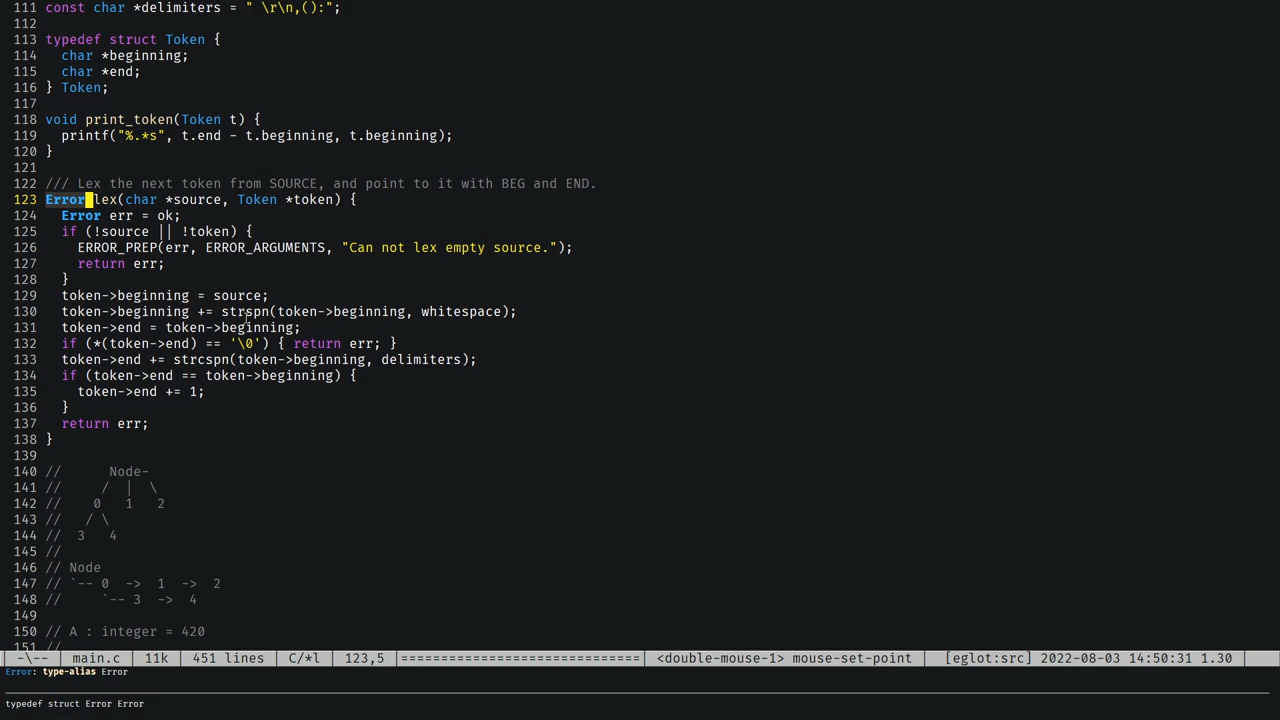 111 const char *delimiters = " \r\n,():";
112
113 typedef struct Token {
114   char *beginning;
115   char *end;
116 } Token;
117
118 void print_token(Token t) {
119   printf("%.*s", t.end - t.beginning, t.beginning);
120 }
121
122 /// Lex the next token from SOURCE, and point to it with BEG and END.
123 Error lex(char *source, Token *token) {
124   Error err = ok;
125   if (!source || !token) {
126     ERROR_PREP(err, ERROR_ARGUMENTS, "Can not lex empty source.");
127     return err;
128   }
129   token->beginning = source;
130   token->beginning += strspn(token->beginning, whitespace);
131   token->end = token->beginning;
132   if (*(token->end) == '\0') { return err; }
133   token->end += strcspn(token->beginning, delimiters);
134   if (token->end == token->beginning) {
135     token->end += 1;
136   }
137   return err;
138 }
139
140 //      Node-
141 //     /  |  \
142 //    0   1   2
143 //   / \
144 //  3   4
145 //
146 // Node
147 // `-- 0  ->  1  ->  2
148 //     `-- 3  ->  4
149
150 // A : integer = 420
151 //
-\-- main.c 11k 451 lines C/*l 123,5 ============================== <double-mouse-1> mouse-set-point [eglot:src] 2022-08-03 14:50:31 1.30
Error: type-alias Error
typedef struct Error Error